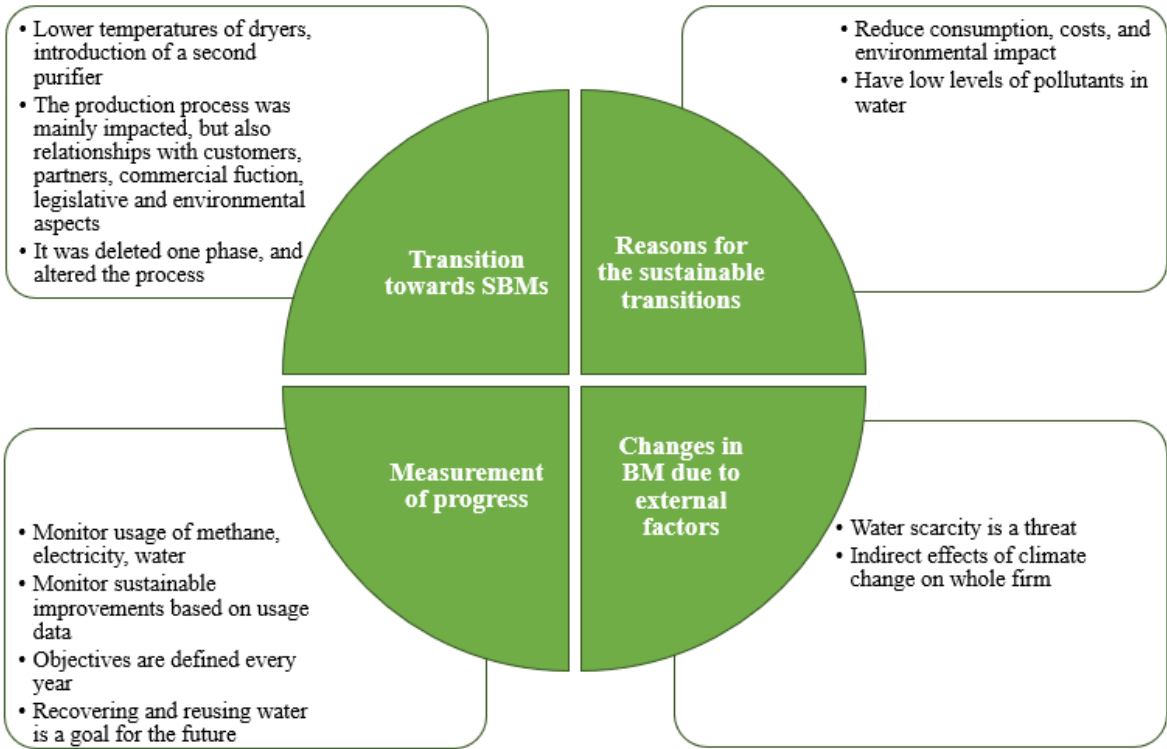 • Lower temperatures of dryers,
introduction of a second
purifier
• The production process was
mainly impacted, but also
relationships with customers,
partners, commercial fuction,
legislative and environmental
aspects
• It was deleted one phase, and
altered the process
Transition
towards SBMs
• Reduce consumption, costs, and
environmental impact
• Have low levels of pollutants in
water
Reasons for
the sustainable
transitions
Measurement
of progress
• Monitor usage of methane,
electricity, water
• Monitor sustainable
improvements based on usage
data
• Objectives are defined every
year
• Recovering and reusing water
is a goal for the future
Changes in
BM due to
external
factors
• Water scarcity is a threat
• Indirect effects of climate
change on whole firm